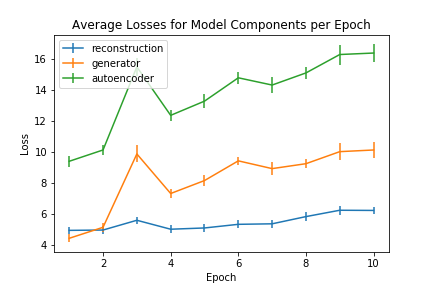 Average Losses for Model Components per Epoch
reconstruction
generator
autoencoder
16
14
12
10
8
6
4
Loss
2
4
6
8
10
Epoch